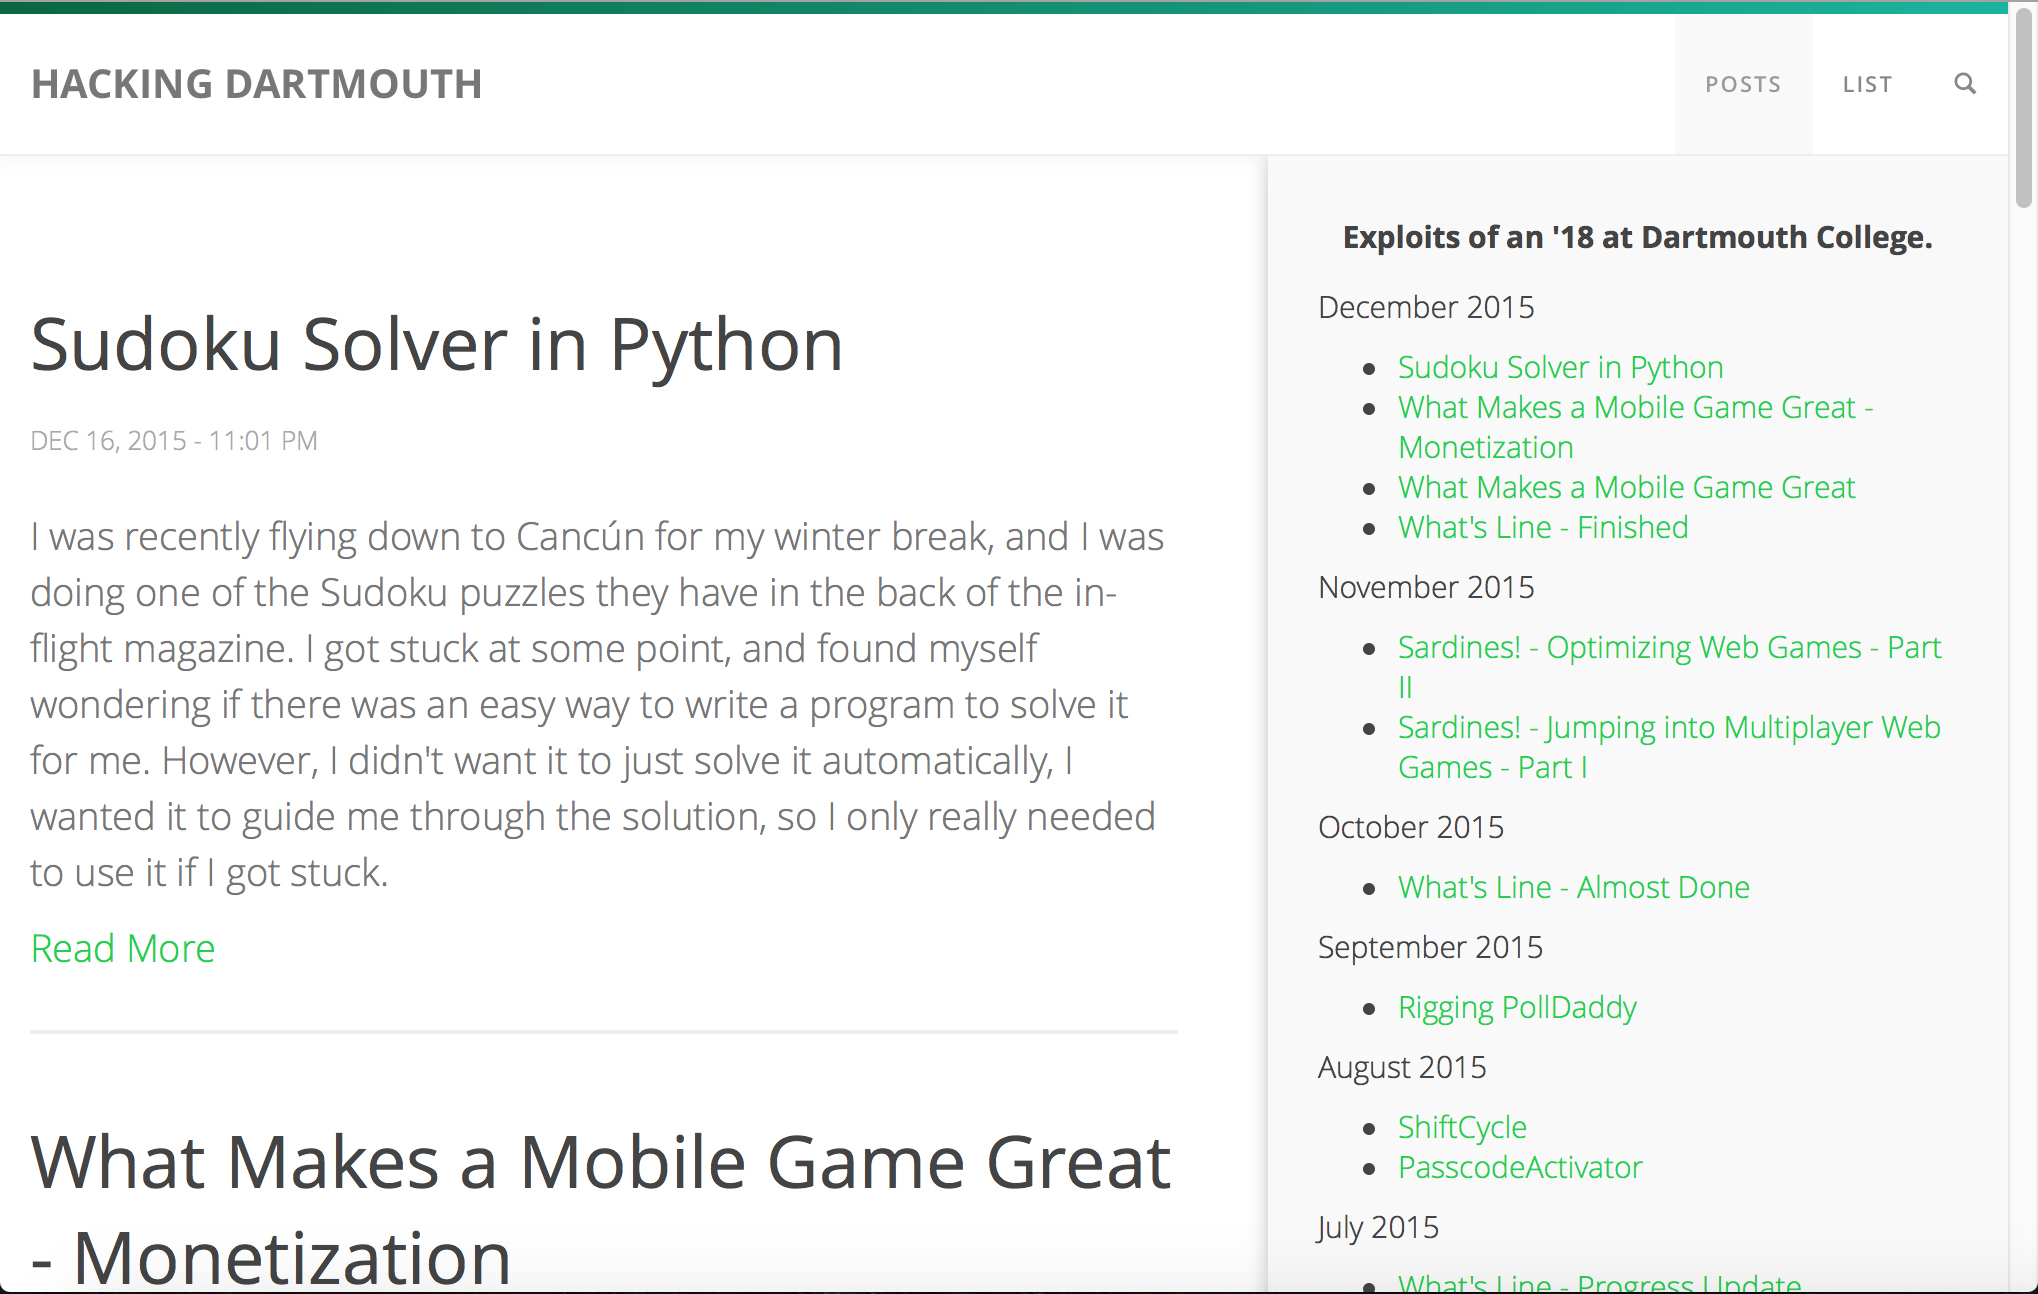 HACKING DARTMOUTH
POSTS
LIST
Sudoku Solver in Python
DEC 16, 2015 - 11:01 PM
I was recently flying down to Cancún for my winter break, and I was
doing one of the Sudoku puzzles they have in the back of the in-
flight magazine. I got stuck at some point, and found myself
wondering if there was an easy way to write a program to solve it
for me. However, I didn't want it to just solve it automatically, I
wanted it to guide me through the solution, so I only really needed
to use it if I got stuck.
Read More
What Makes a Mobile Game Great
- Monetization
Exploits of an '18 at Dartmouth College.
December 2015
Sudoku Solver in Python
What Makes a Mobile Game Great -
Monetization
What Makes a Mobile Game Great
What's Line - Finished
November 2015
Sardines! - Optimizing Web Games - Part
II
Sardines! - Jumping into Multiplayer Web
Games - Part I
October 2015
What's Line - Almost Done
September 2015
Rigging PollDaddy
August 2015
ShiftCycle
PasscodeActivator
July 2015
What's Line - Progress Update